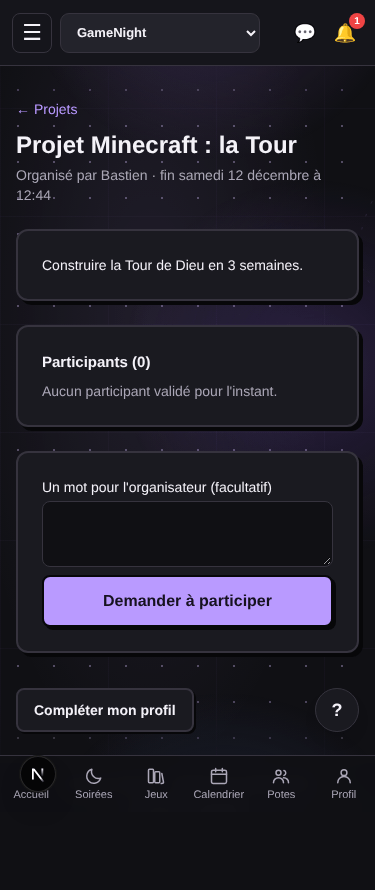 ☰ GameNight 1
← Projets
Projet Minecraft : la Tour
Organisé par Bastien · fin samedi 12 décembre à
12:44
Construire la Tour de Dieu en 3 semaines.
Participants (0)
Aucun participant validé pour l'instant.
Un mot pour l'organisateur (facultatif)
Demander à participer
Compléter mon profil ?
N
Accueil Soirées Jeux Calendrier Potes Profil